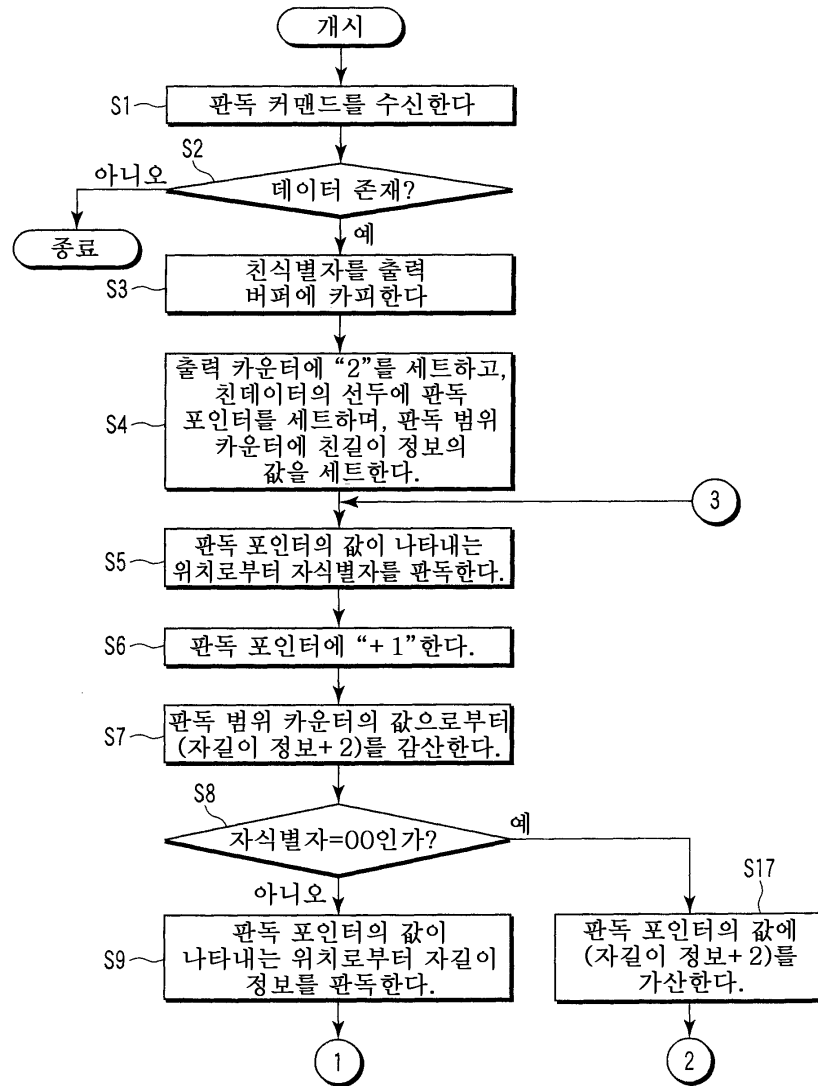 개시
S1
판독 커맨드를 수신한다
S2
아니오
데이터 존재?
종료
예
S3
친식별자를 출력
버퍼에 카피한다
S4
출력 카운터에 “2”를 세트하고,
친데이터의 선두에 판독
포인터를 세트하며, 판독 범위
카운터에 친길이 정보의
값을 세트한다.
3
S5
판독 포인터의 값이 나타내는
위치로부터 자식별자를 판독한다.
S6
판독 포인터에 “+1”한다.
S7
판독 범위 카운터의 값으로부터
(자길이 정보+2)를 감산한다.
S8
자식별자=00인가?
예
아니오
S17
S9
판독 포인터의 값이
나타내는 위치로부터 자길이
정보를 판독한다.
판독 포인터의 값에
(자길이 정보+2)를
가산한다.
1
2